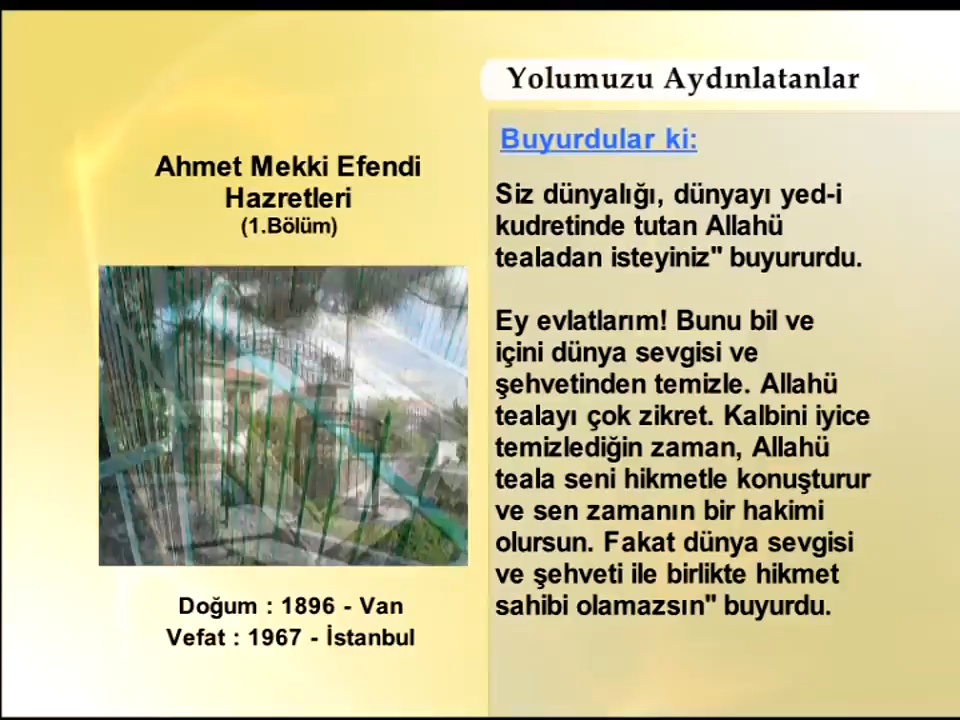 Yolumuzu Aydınlatanlar
Ahmet Mekki Efendi
Hazretleri
(1.Bölüm)
Doğum : 1896 - Van
Vefat : 1967 - İstanbul
Buyurdular ki:
Siz dünyalığı, dünyayı yed-i
kudretinde tutan Allahü
tealadan isteyiniz" buyururdu.
Ey evlatlarım! Bunu bil ve
içini dünya sevgisi ve
şehvetinden temizle. Allahü
tealayı çok zikret. Kalbini iyice
temizlediğin zaman, Allahü
teala seni hikmetle konuşturur
ve sen zamanın bir hakimi
olursun. Fakat dünya sevgisi
ve şehveti ile birlikte hikmet
sahibi olamazsın" buyurdu.